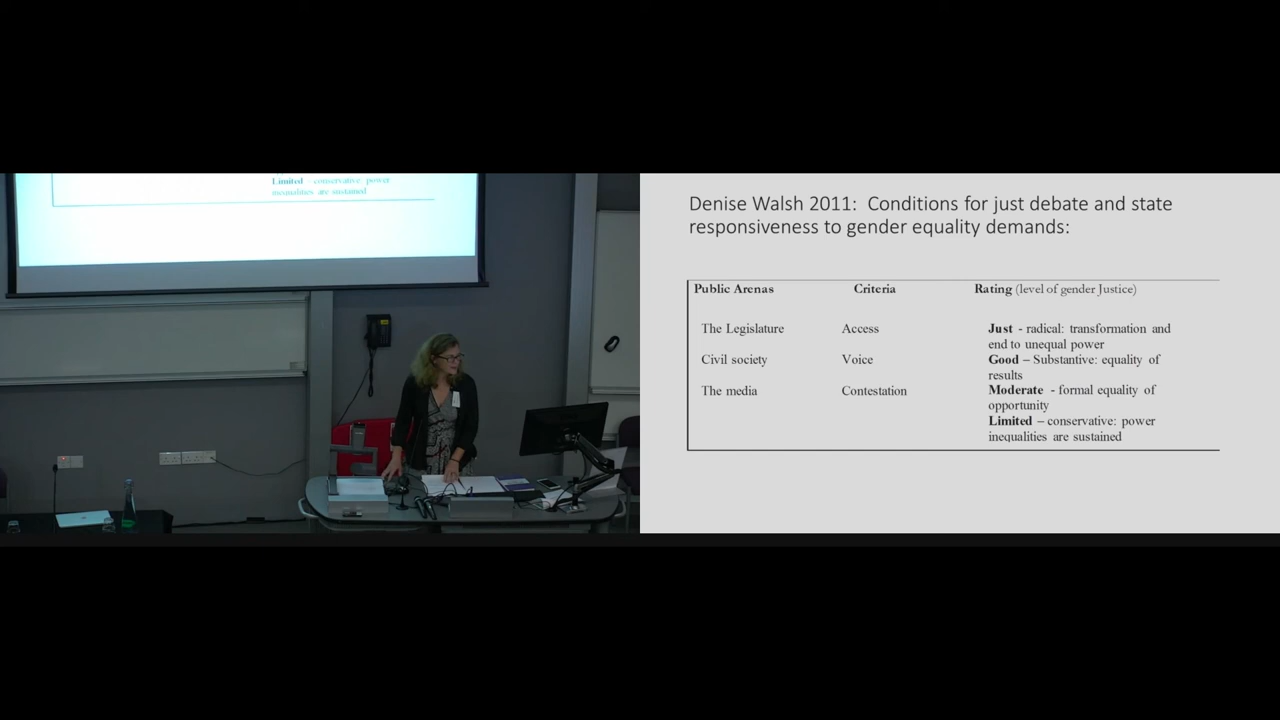 Limited - conservative: power
inequalities are sustained
Denise Walsh 2011: Conditions for just debate and state
responsiveness to gender equality demands:
Public Arenas Criteria Rating (level of gender Justice)
The Legislature Access Just - radical: transformation and
end to unequal power
Civil society Voice Good – Substantive: equality of
results
The media Contestation Moderate - formal equality of
opportunity
Limited – conservative: power
inequalities are sustained